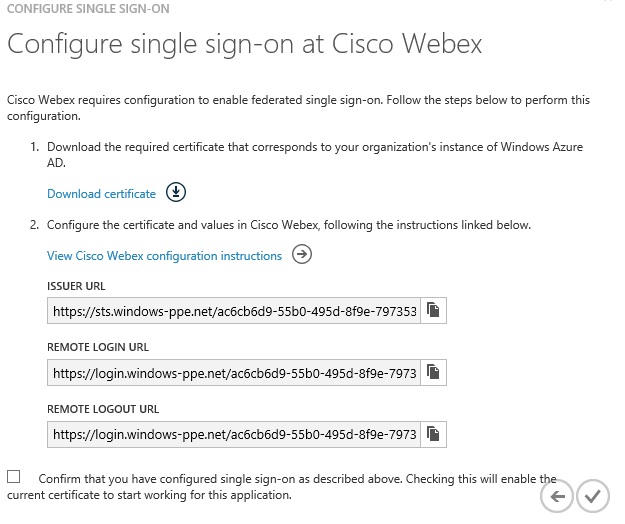 CONFIGURE SINGLE SIGN-ON
Configure single sign-on at Cisco Webex
Cisco Webex requires configuration to enable federated single sign-on. Follow the steps below to perform this
configuration.
1. Download the required certificate that corresponds to your organization's instance of Windows Azure
AD.
Download certificate
2. Configure the certificate and values in Cisco Webex, following the instructions linked below.
View Cisco Webex configuration instructions
ISSUER URL
https://sts.windows-ppe.net/ac6cb6d9-55b0-495d-8f9e-797353
REMOTE LOGIN URL
https://login.windows-ppe.net/ac6cb6d9-55b0-495d-8f9e-7973
REMOTE LOGOUT URL
https://login.windows-ppe.net/ac6cb6d9-55b0-495d-8f9e-7973
Confirm that you have configured single sign-on as described above. Checking this will enable the
current certificate to start working for this application.